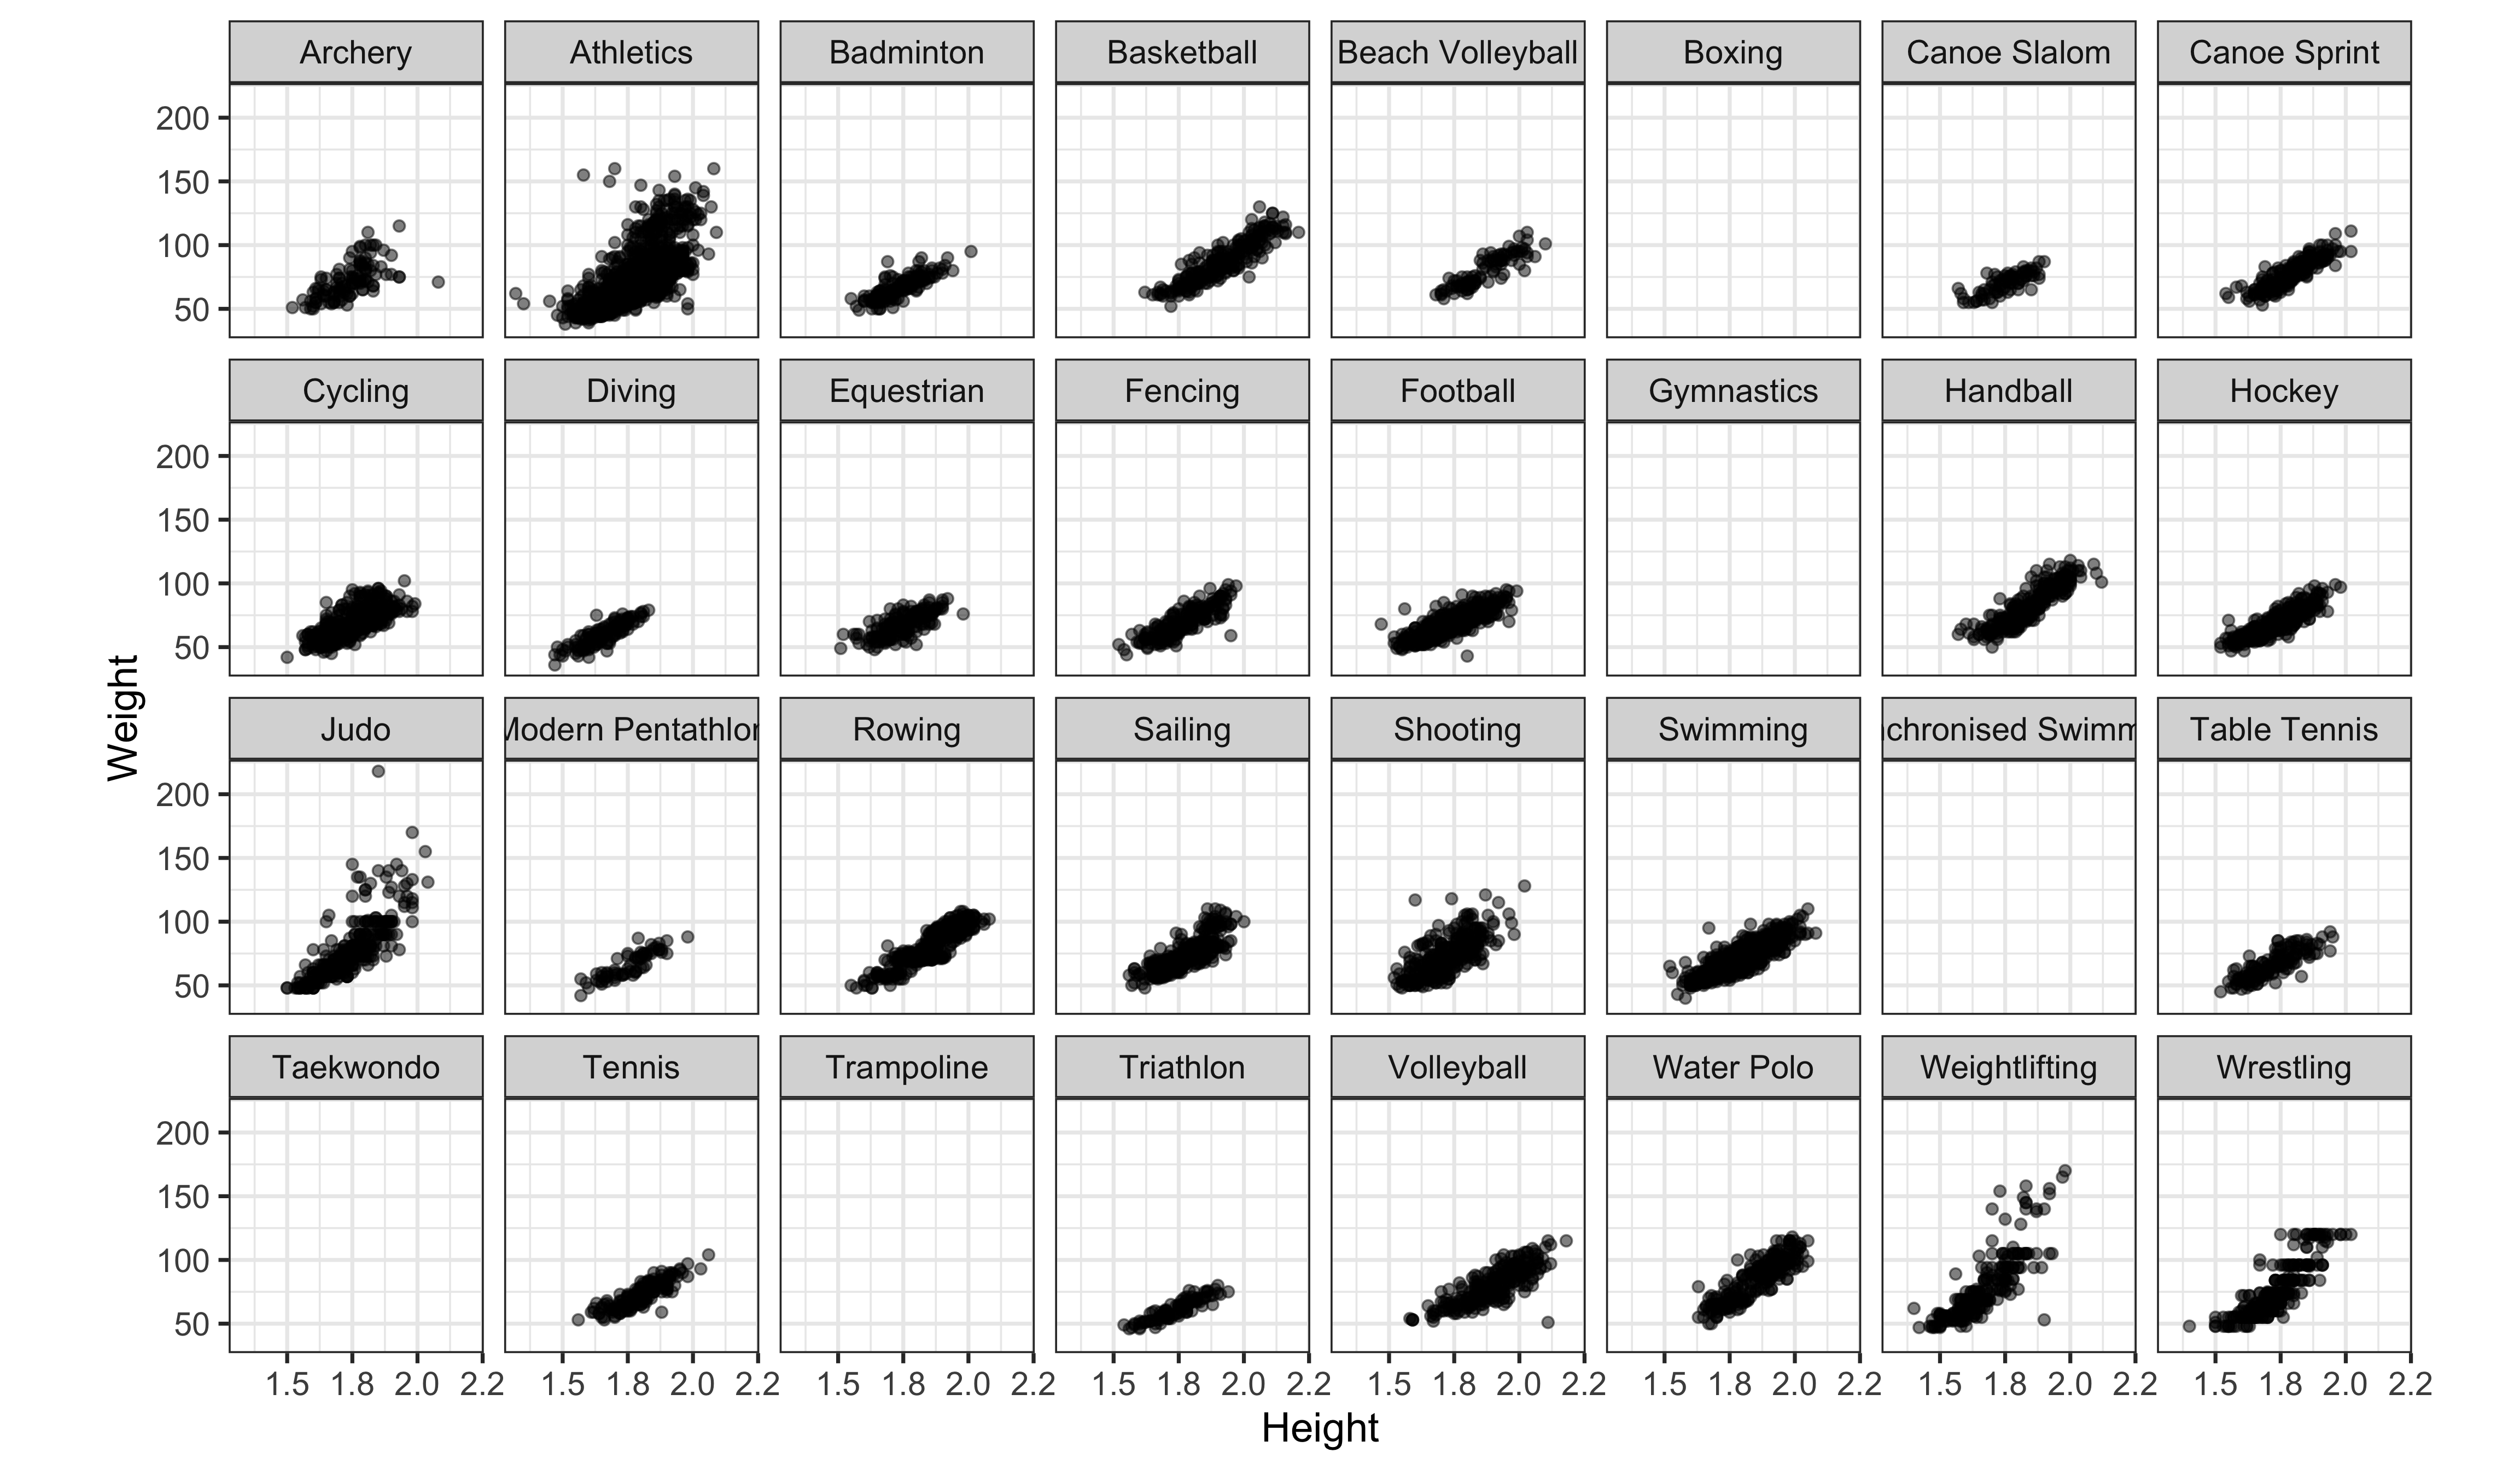 Archery Athletics Badminton Basketball Beach Volleyball Boxing Canoe Slalom Canoe Sprint
200
150
100
50
Cycling Diving Equestrian Fencing Football Gymnastics Handball Hockey
200
150
100
50
Judo Modern Pentathlon Rowing Sailing Shooting Swimming nchronised Swimm Table Tennis
200
150
100
50
Taekwondo Tennis Trampoline Triathlon Volleyball Water Polo Weightlifting Wrestling
200
150
100
50
1.5 1.8 2.0 2.2 1.5 1.8 2.0 2.2 1.5 1.8 2.0 2.2 1.5 1.8 2.0 2.2 1.5 1.8 2.0 2.2 1.5 1.8 2.0 2.2 1.5 1.8 2.0 2.2 1.5 1.8 2.0 2.2
Height
Weight